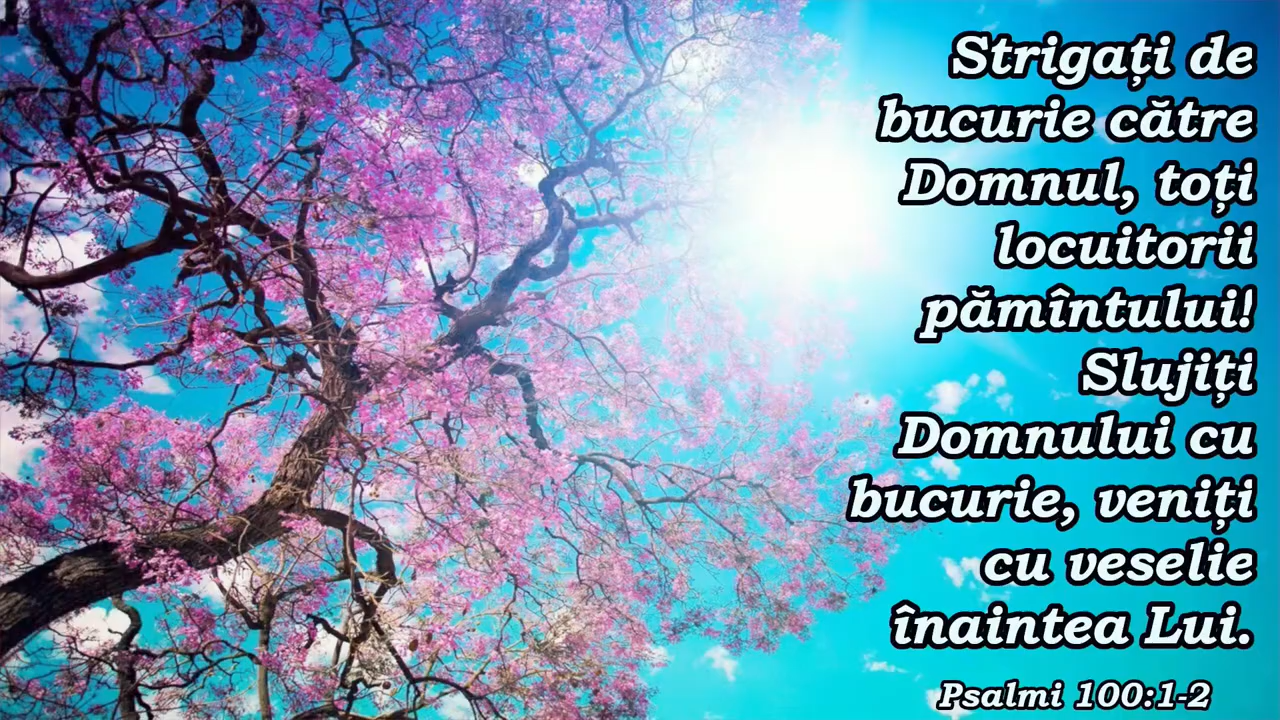 Strigați de
bucurie către
Domnul, toți
locuitorii
pămîntului!
Slujiți
Domnului cu
bucurie, veniți
cu veselie
înaintea Lui.
Psalmi 100:1-2